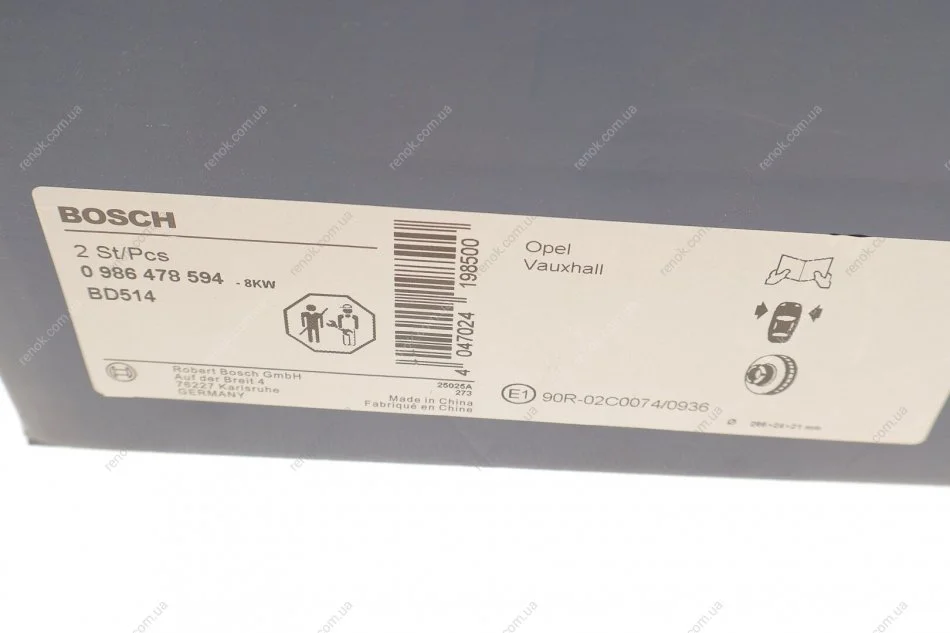 BOSCH
2 St/Pcs
0 986 478 594 - 8KW
BD514
Robert Bosch GmbH
Auf der Breit 4
76227 Karlsruhe
GERMANY
25025A
273
Made in China
Fabriqué en Chine
4 047024 198500
Opel
Vauxhall
E1 90R-02C0074/0936
renok.com.ua